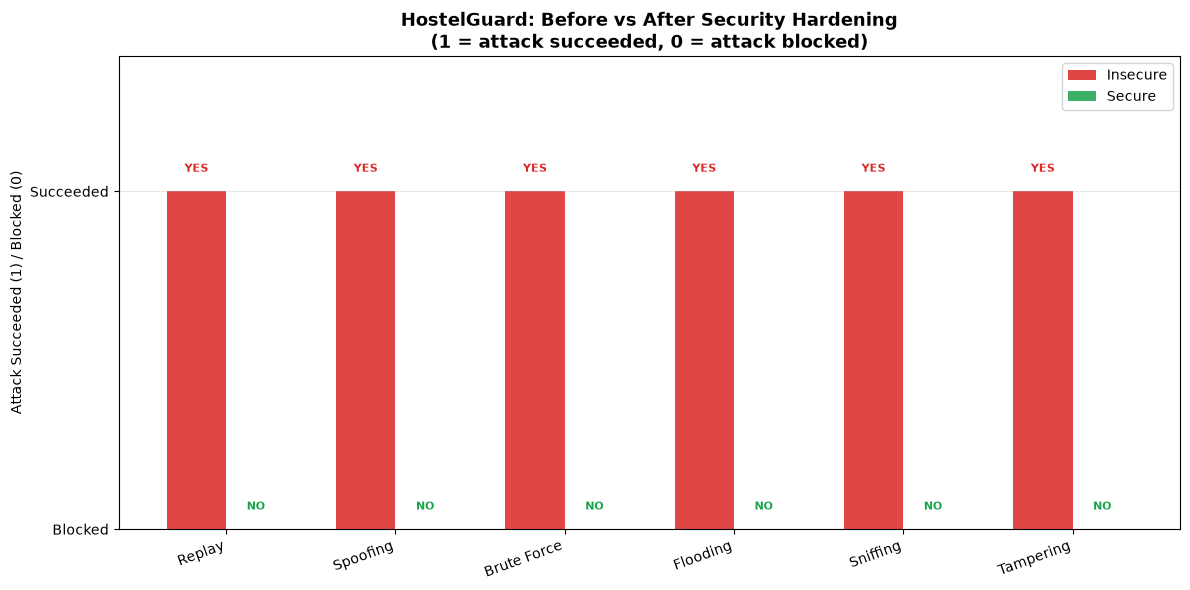 HostelGuard: Before vs After Security Hardening
(1 = attack succeeded, 0 = attack blocked)
Insecure
Secure
Attack Succeeded (1) / Blocked (0)
Succeeded
Blocked
YES YES YES YES YES YES
NO NO NO NO NO NO
Replay Spoofing Brute Force Flooding Sniffing Tampering